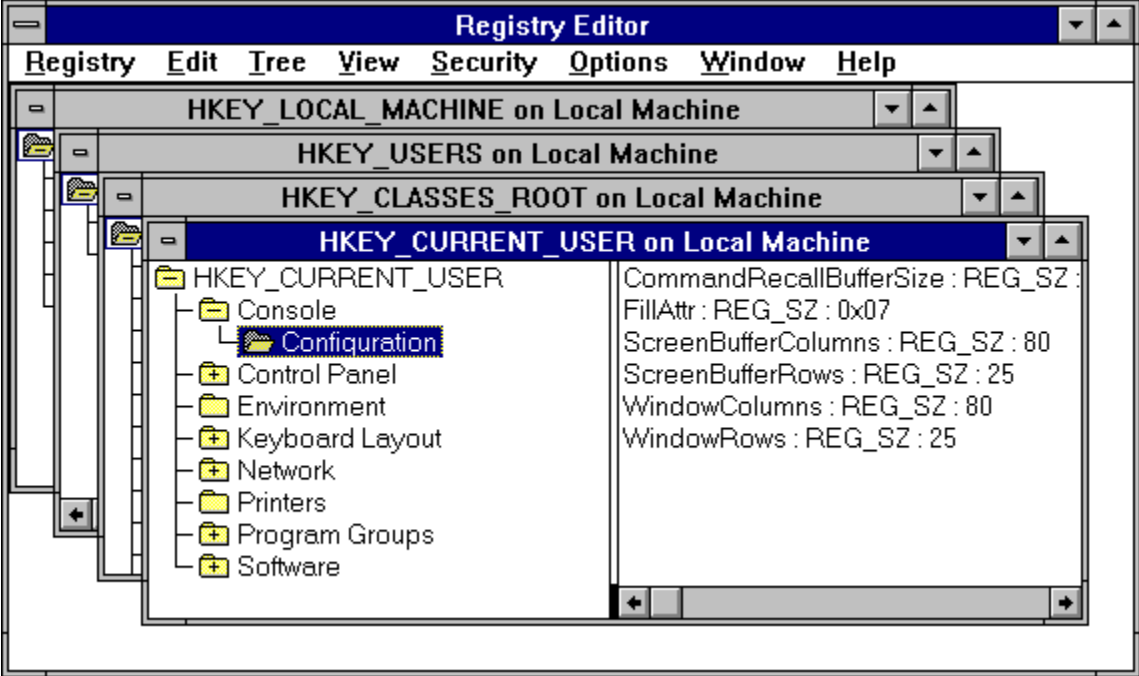 Registry Editor
Registry Edit Tree View Security Options Window Help
HKEY_LOCAL_MACHINE on Local Machine
HKEY_USERS on Local Machine
HKEY_CLASSES_ROOT on Local Machine
HKEY_CURRENT_USER on Local Machine
HKEY_CURRENT_USER
Console
Configuration
Control Panel
Environment
Keyboard Layout
Network
Printers
Program Groups
Software
CommandRecallBufferSize : REG_SZ :
FillAttr : REG_SZ : 0x07
ScreenBufferColumns : REG_SZ : 80
ScreenBufferRows : REG_SZ : 25
WindowColumns : REG_SZ : 80
WindowRows : REG_SZ : 25